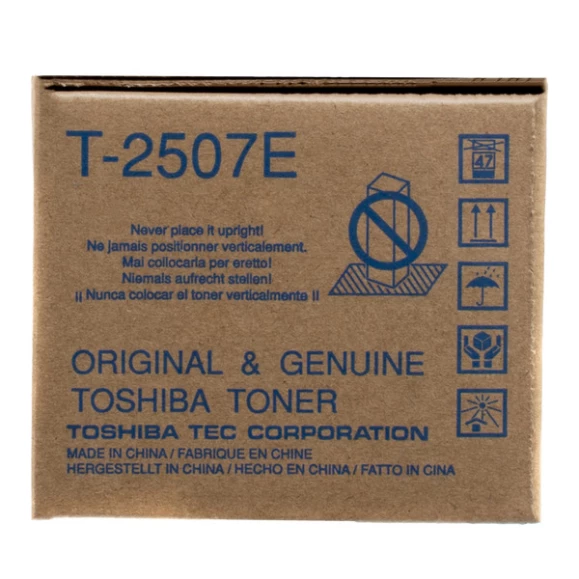 T-2507E
47
Never place it upright!
Ne jamais positionner verticalement.
Mai collocarla per eretto!
Niemals aufrecht stellen!
¡¡ Nunca colocar el toner verticalmente !!
ORIGINAL & GENUINE
TOSHIBA TONER
TOSHIBA TEC CORPORATION
MADE IN CHINA / FABRIQUE EN CHINE
HERGESTELLT IN CHINA / HECHO EN CHINA / FATTO IN CINA